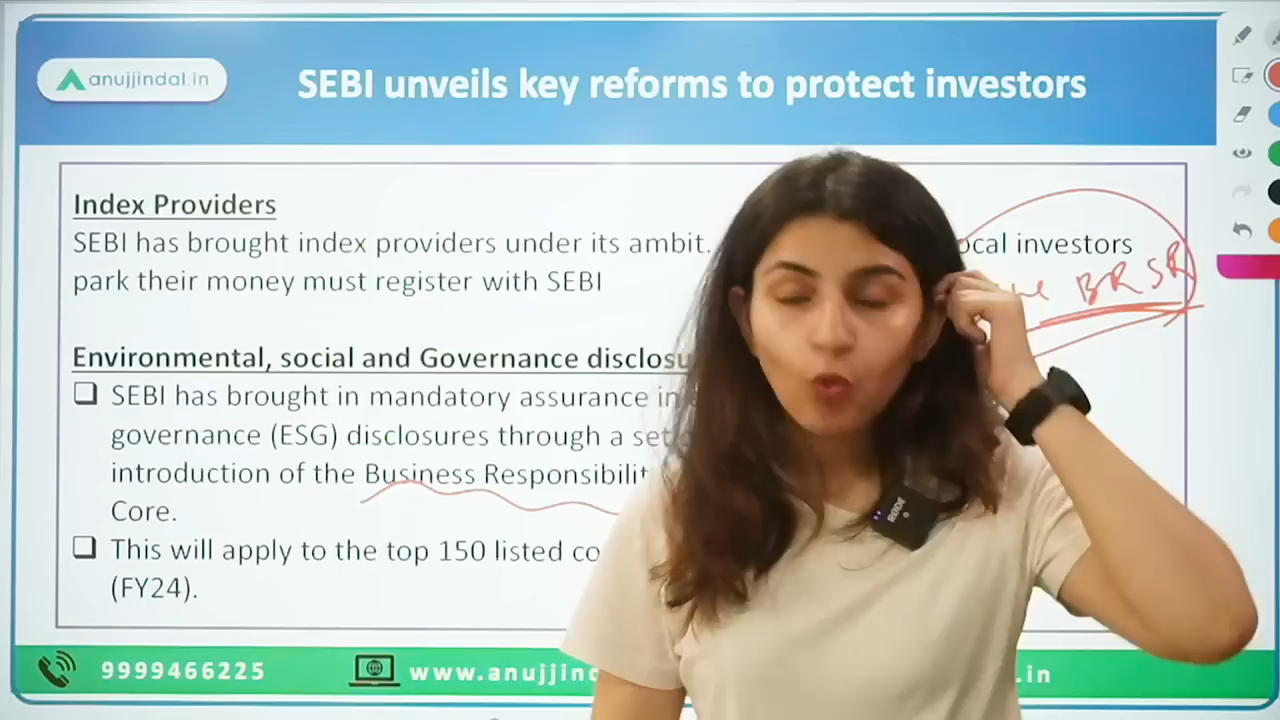 anujjindal.in
SEBI unveils key reforms to protect investors
Index Providers
SEBI has brought index providers under its ambit. ocal investors
park their money must register with SEBI
BRSR
Environmental, social and Governance disclosu
SEBI has brought in mandatory assurance in
governance (ESG) disclosures through a set
introduction of the Business Responsibilit
Core.
This will apply to the top 150 listed co
(FY24).
RØDE
9999466225
www.anujjin
.in